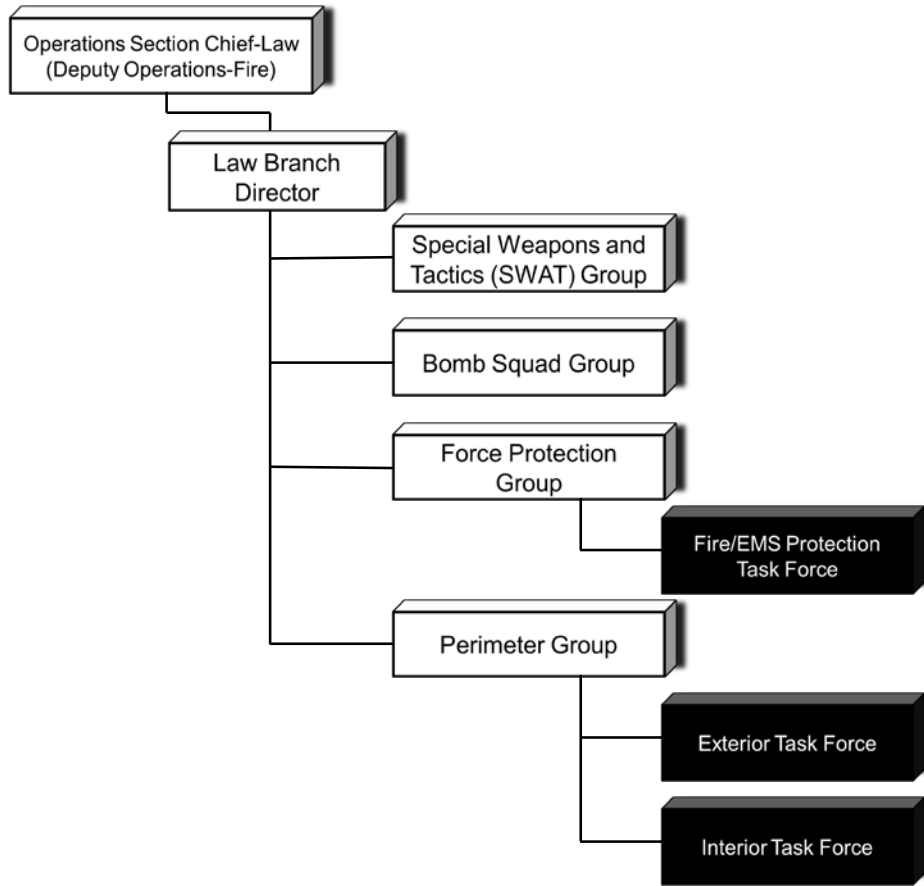 Operations Section Chief-Law
(Deputy Operations-Fire)
Law Branch
Director
Special Weapons and
Tactics (SWAT) Group
Bomb Squad Group
Force Protection
Group
Fire/EMS Protection
Task Force
Perimeter Group
Exterior Task Force
Interior Task Force